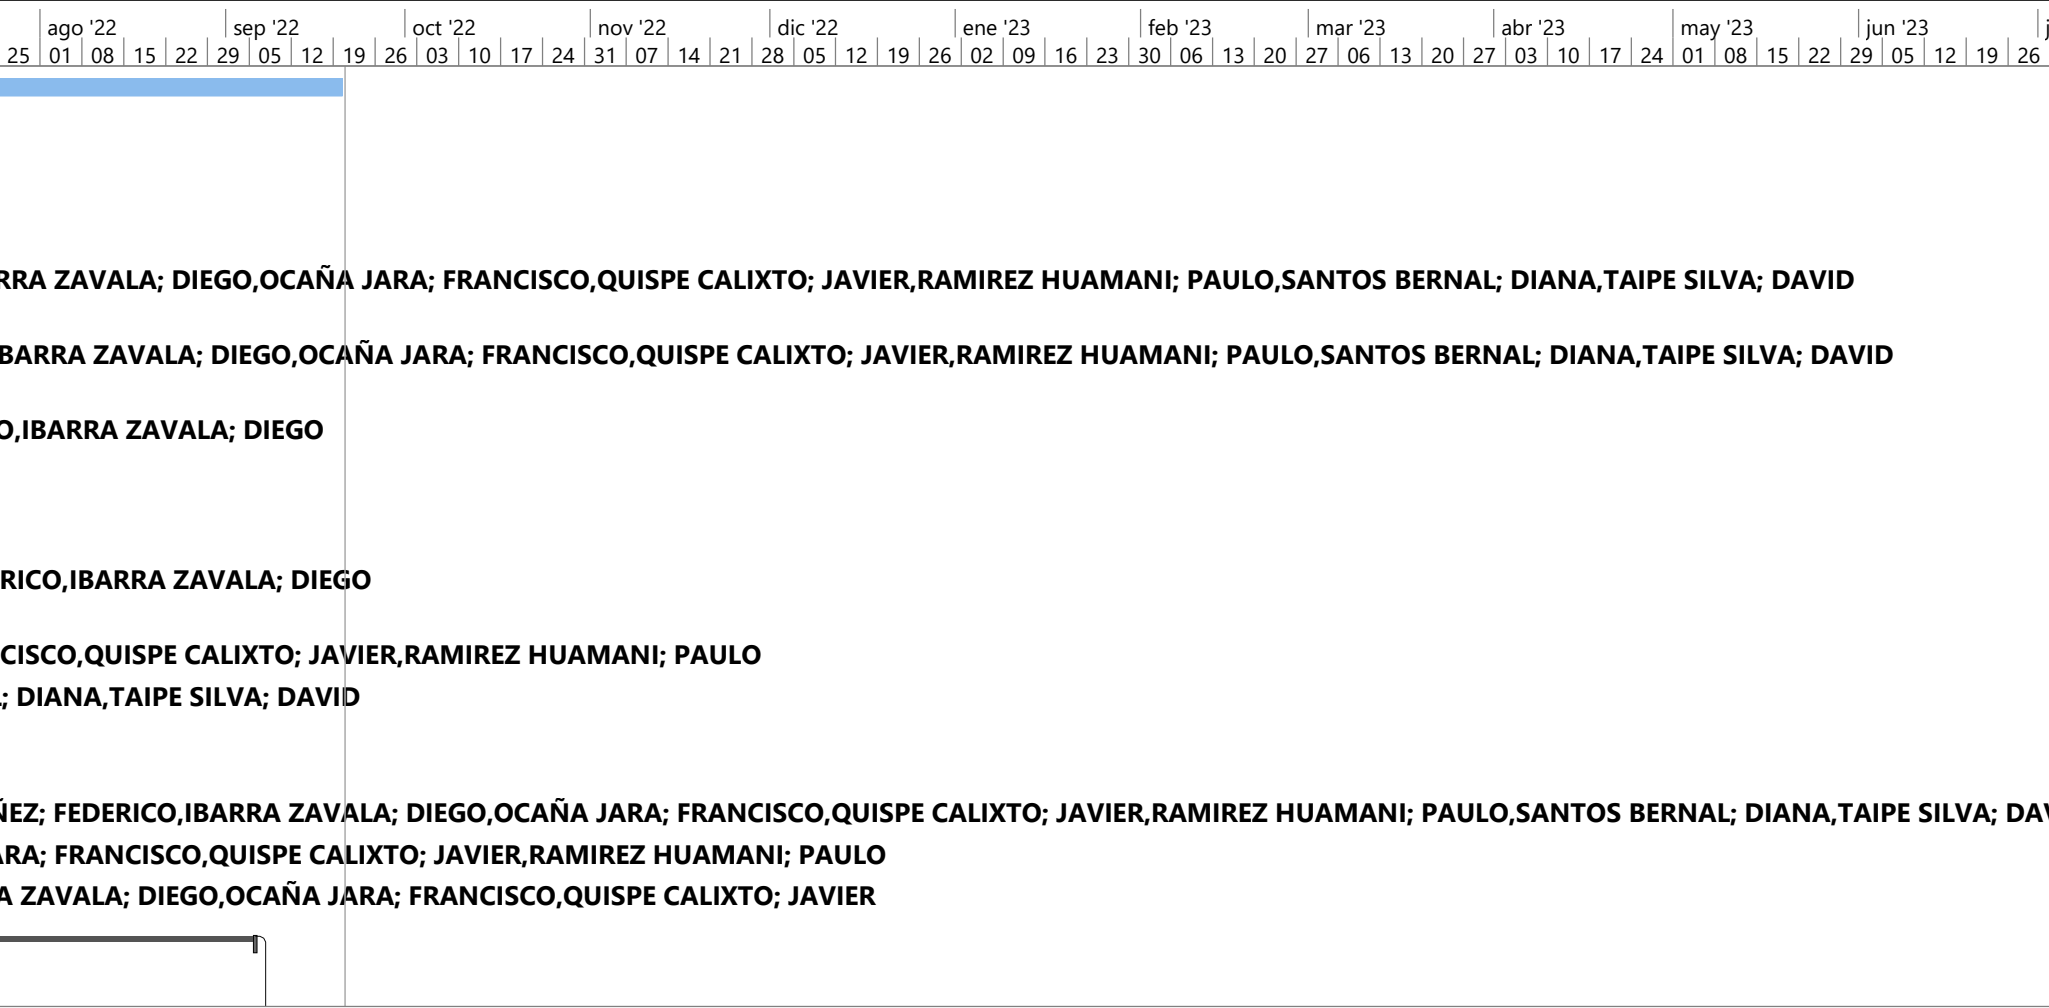 ago '22 sep '22 oct '22 nov '22 dic '22 ene '23 feb '23 mar '23 abr '23 may '23 jun '23
25 01 08 15 22 29 05 12 19 26 03 10 17 24 31 07 14 21 28 05 12 19 26 02 09 16 23 30 06 13 20 27 06 13 20 27 03 10 17 24 01 08 15 22 29 05 12 19 26
RRA ZAVALA; DIEGO,OCAÑA JARA; FRANCISCO,QUISPE CALIXTO; JAVIER,RAMIREZ HUAMANI; PAULO,SANTOS BERNAL; DIANA,TAIPE SILVA; DAVID
BARRA ZAVALA; DIEGO,OCAÑA JARA; FRANCISCO,QUISPE CALIXTO; JAVIER,RAMIREZ HUAMANI; PAULO,SANTOS BERNAL; DIANA,TAIPE SILVA; DAVID
O,IBARRA ZAVALA; DIEGO
RICO,IBARRA ZAVALA; DIEGO
CISCO,QUISPE CALIXTO; JAVIER,RAMIREZ HUAMANI; PAULO
; DIANA,TAIPE SILVA; DAVID
ÑEZ; FEDERICO,IBARRA ZAVALA; DIEGO,OCAÑA JARA; FRANCISCO,QUISPE CALIXTO; JAVIER,RAMIREZ HUAMANI; PAULO,SANTOS BERNAL; DIANA,TAIPE SILVA; DAV
ARA; FRANCISCO,QUISPE CALIXTO; JAVIER,RAMIREZ HUAMANI; PAULO
A ZAVALA; DIEGO,OCAÑA JARA; FRANCISCO,QUISPE CALIXTO; JAVIER